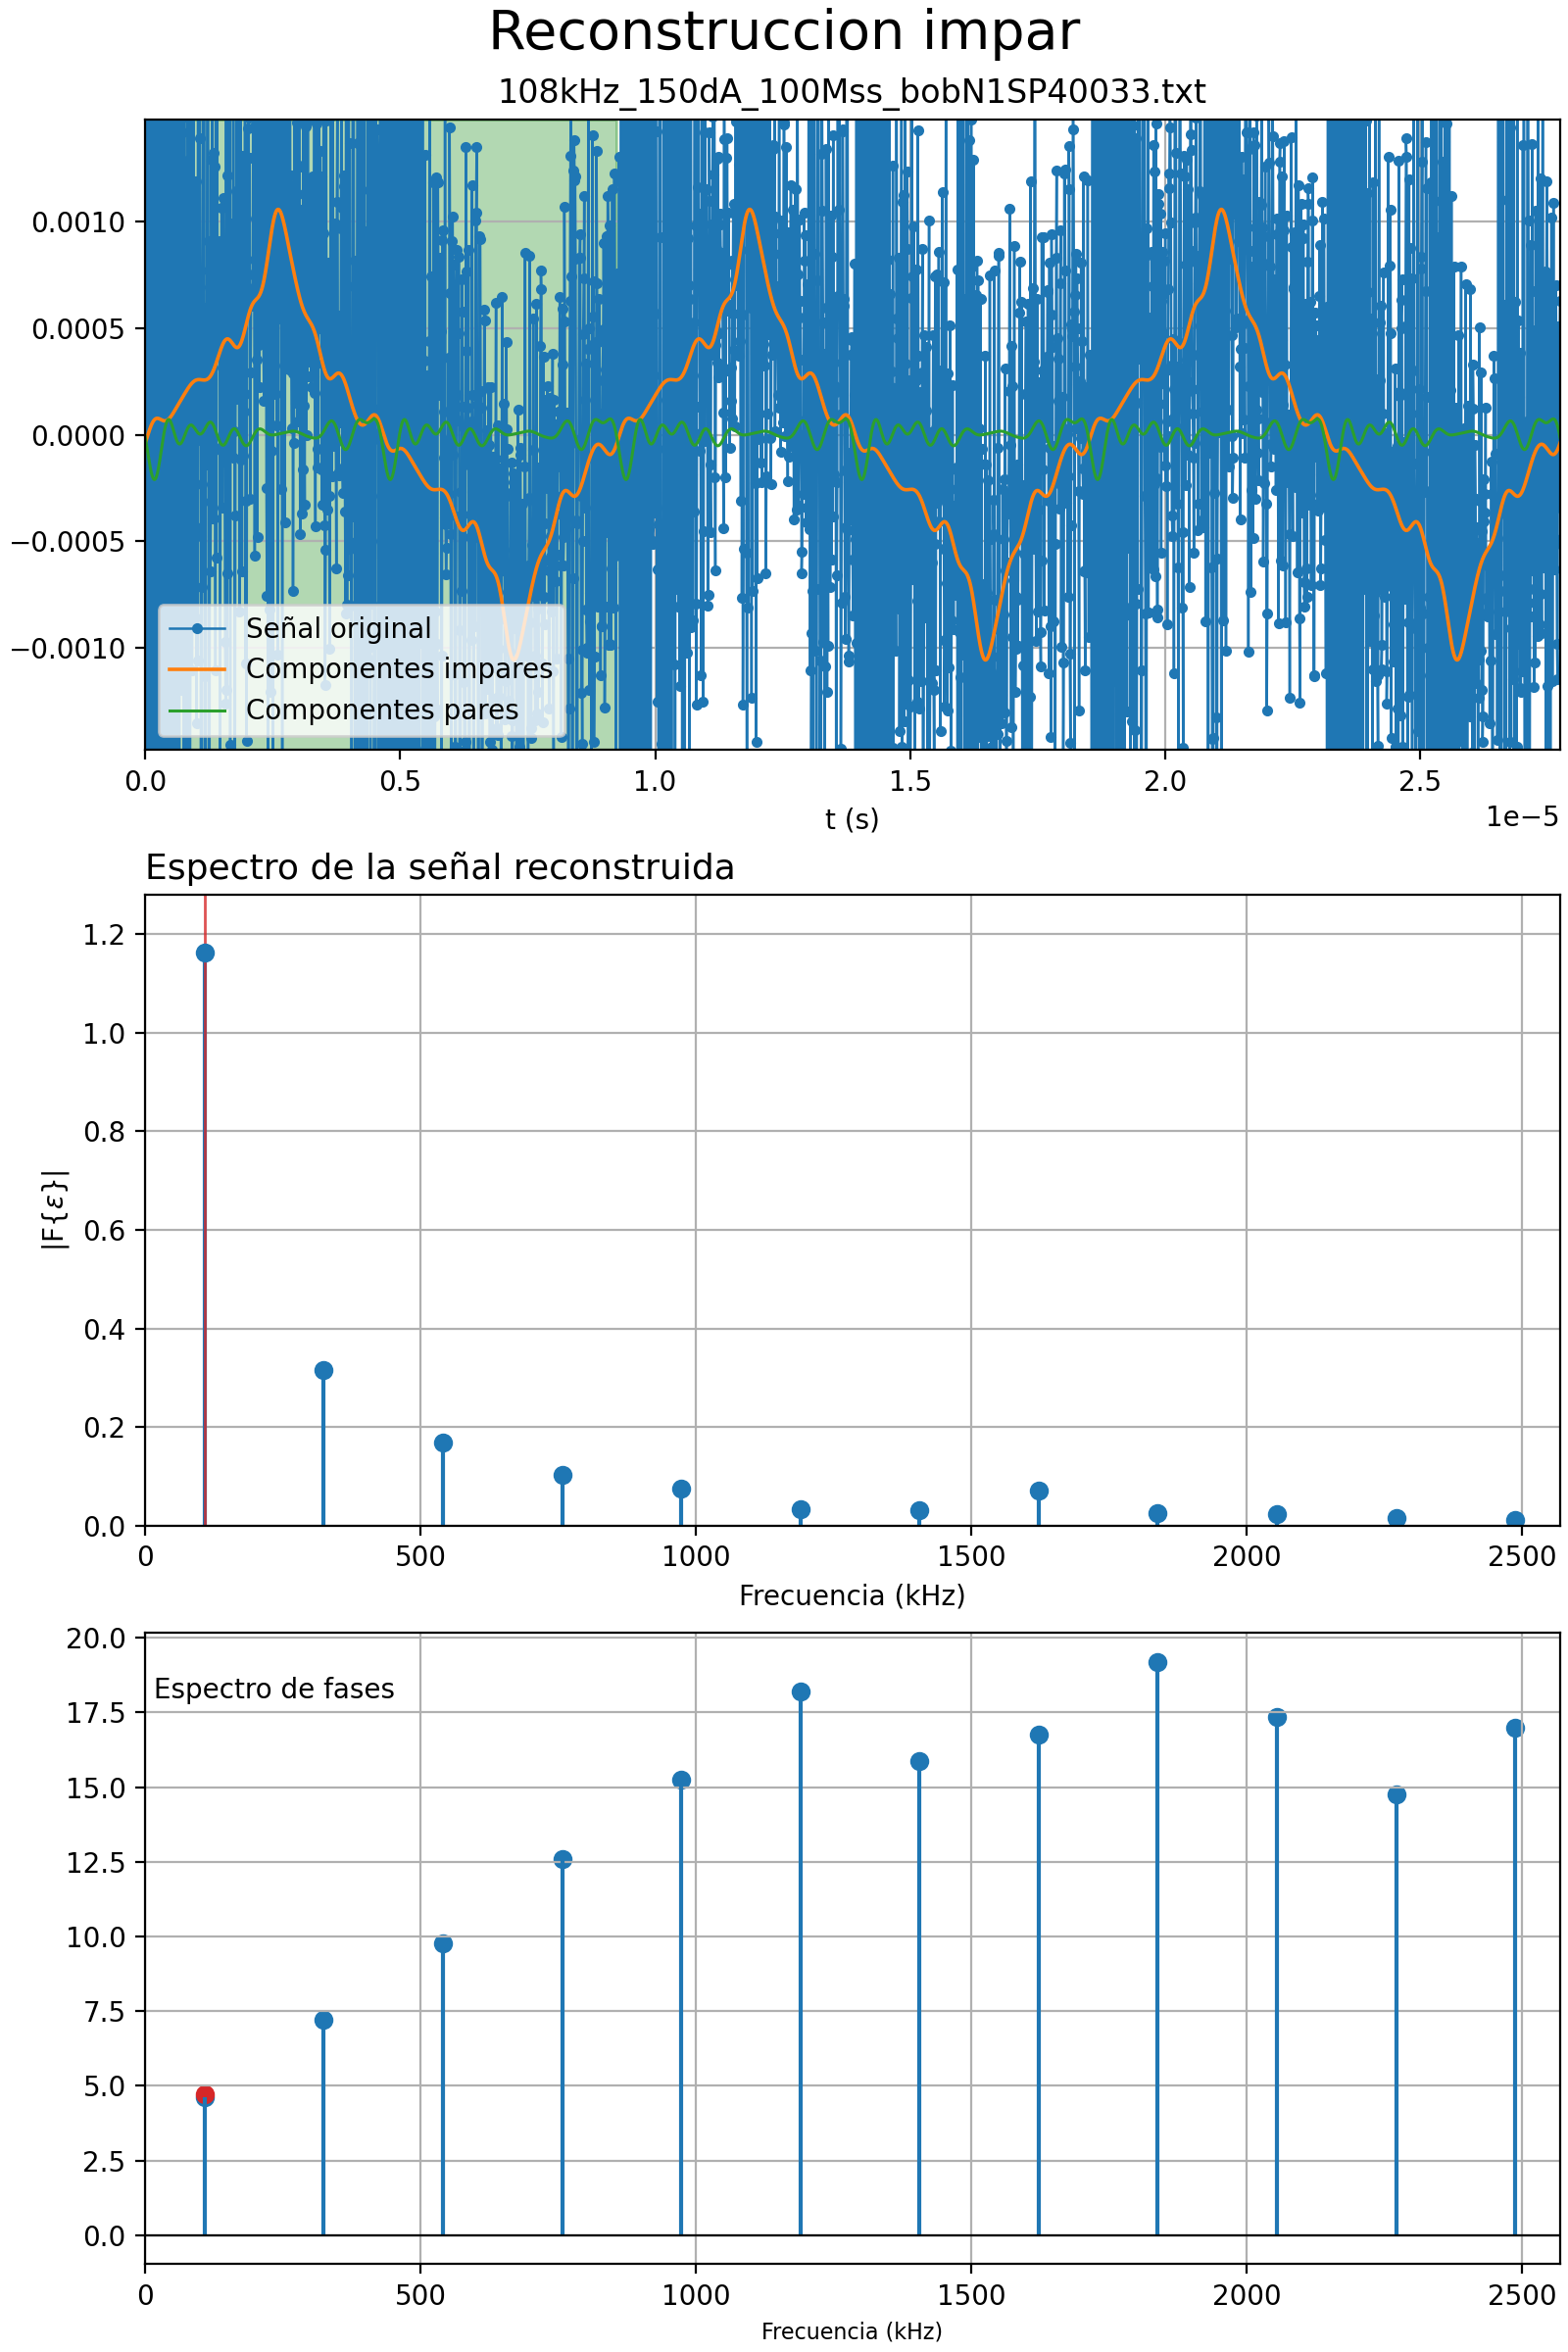 Reconstruccion impar
108kHz_150dA_100Mss_bobN1SP40033.txt
0.0010
0.0005
0.0000
−0.0005
−0.0010
Señal original
Componentes impares
Componentes pares
0.0 0.5 1.0 1.5 2.0 2.5
t (s)
1e−5
Espectro de la señal reconstruida
1.2
1.0
0.8
0.6
0.4
0.2
0.0
|F{ε}|
0 500 1000 1500 2000 2500
Frecuencia (kHz)
20.0
Espectro de fases
17.5
15.0
12.5
10.0
7.5
5.0
2.5
0.0
0 500 1000 1500 2000 2500
Frecuencia (kHz)